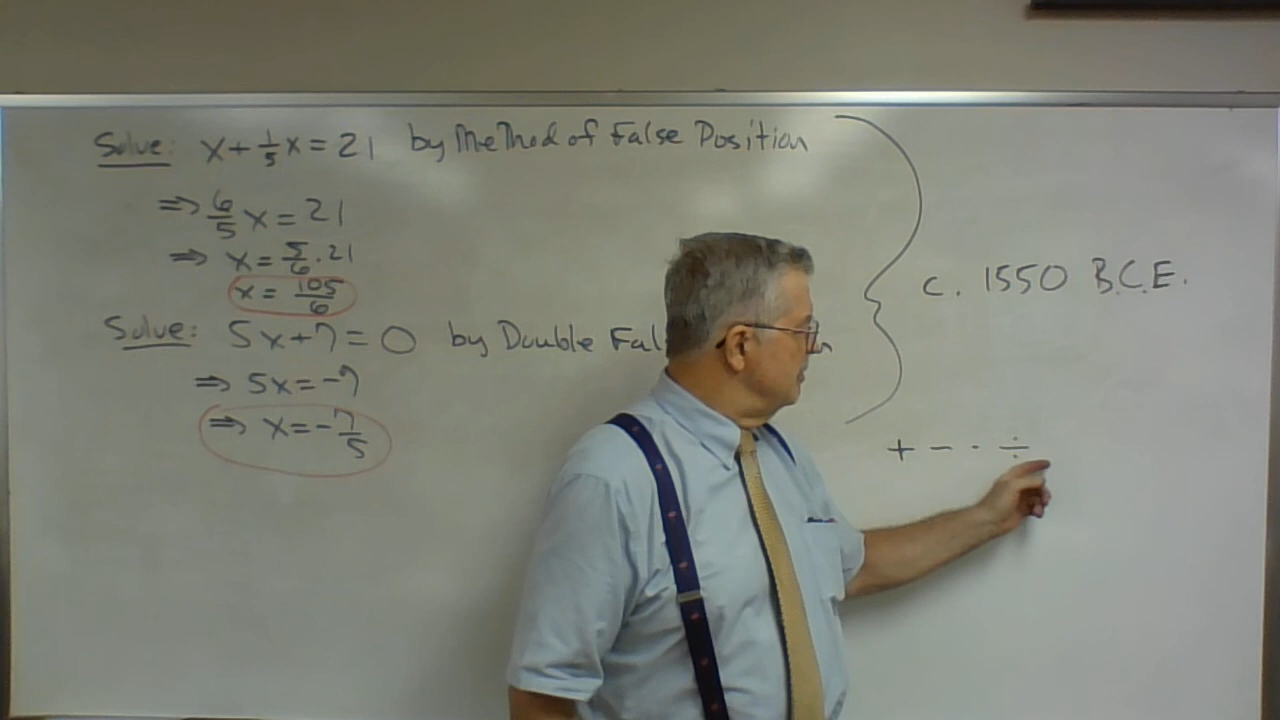 Solve: x + 1/5 x = 21 by Method of False Position
⇒ 6/5 x = 21
⇒ x = 5/6 · 21
x = 105/6
Solve: 5x + 7 = 0 by Double
⇒ 5x = -7
⇒ x = -7/5
c. 1550 B.C.E.
+ - · ÷